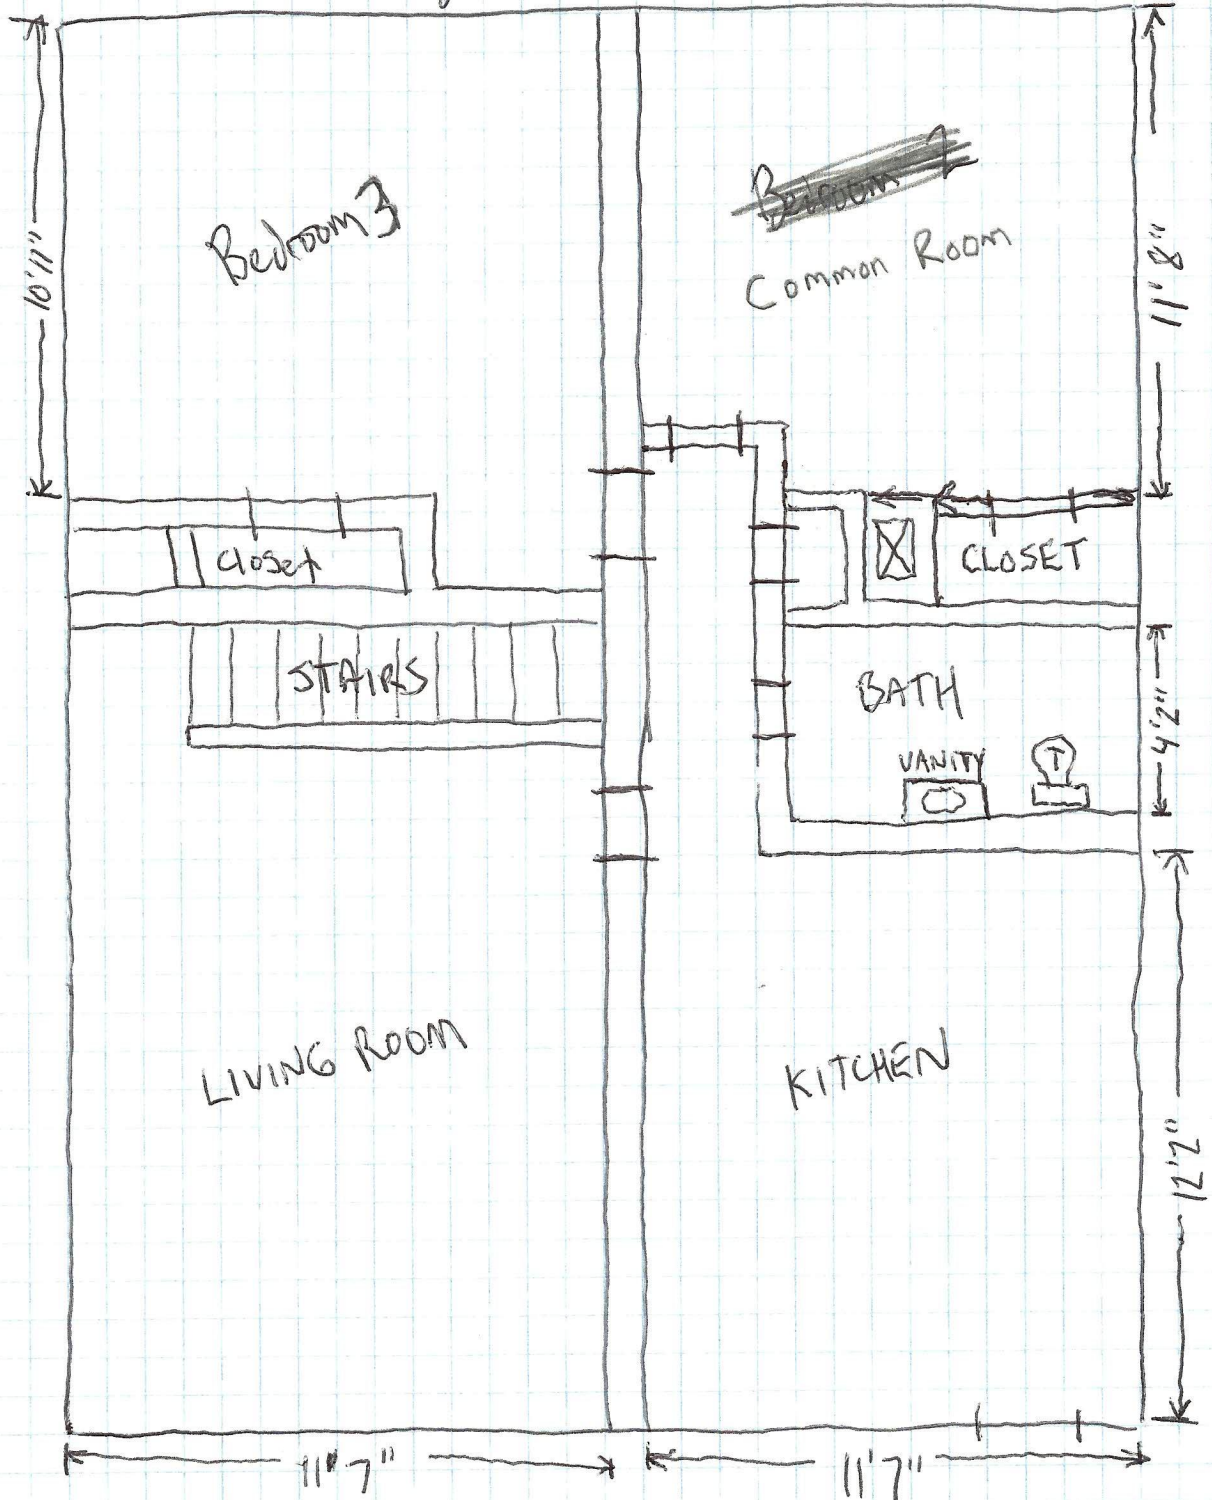 Bedroom 3
Bedroom
Common Room
10'11"
11'8"
Closet
CLOSET
STAIRS
BATH
4'2"
VANITY
T
LIVING ROOM
KITCHEN
12'2"
11'7"
11'7"